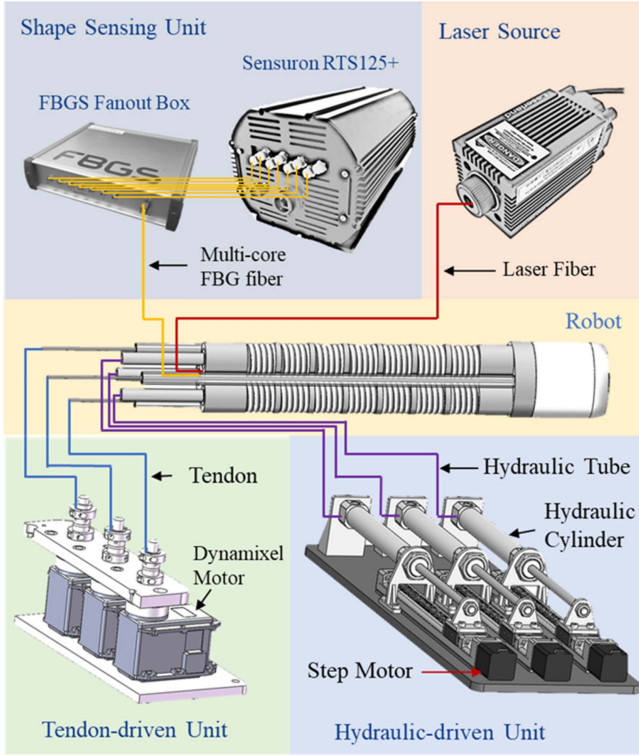 Shape Sensing Unit
Laser Source
Sensuron RTS125+
FBGS Fanout Box
FBGS
Multi-core
FBG fiber
Laser Fiber
Robot
Tendon
Hydraulic Tube
Hydraulic
Cylinder
Dynamixel
Motor
Step Motor
Tendon-driven Unit
Hydraulic-driven Unit